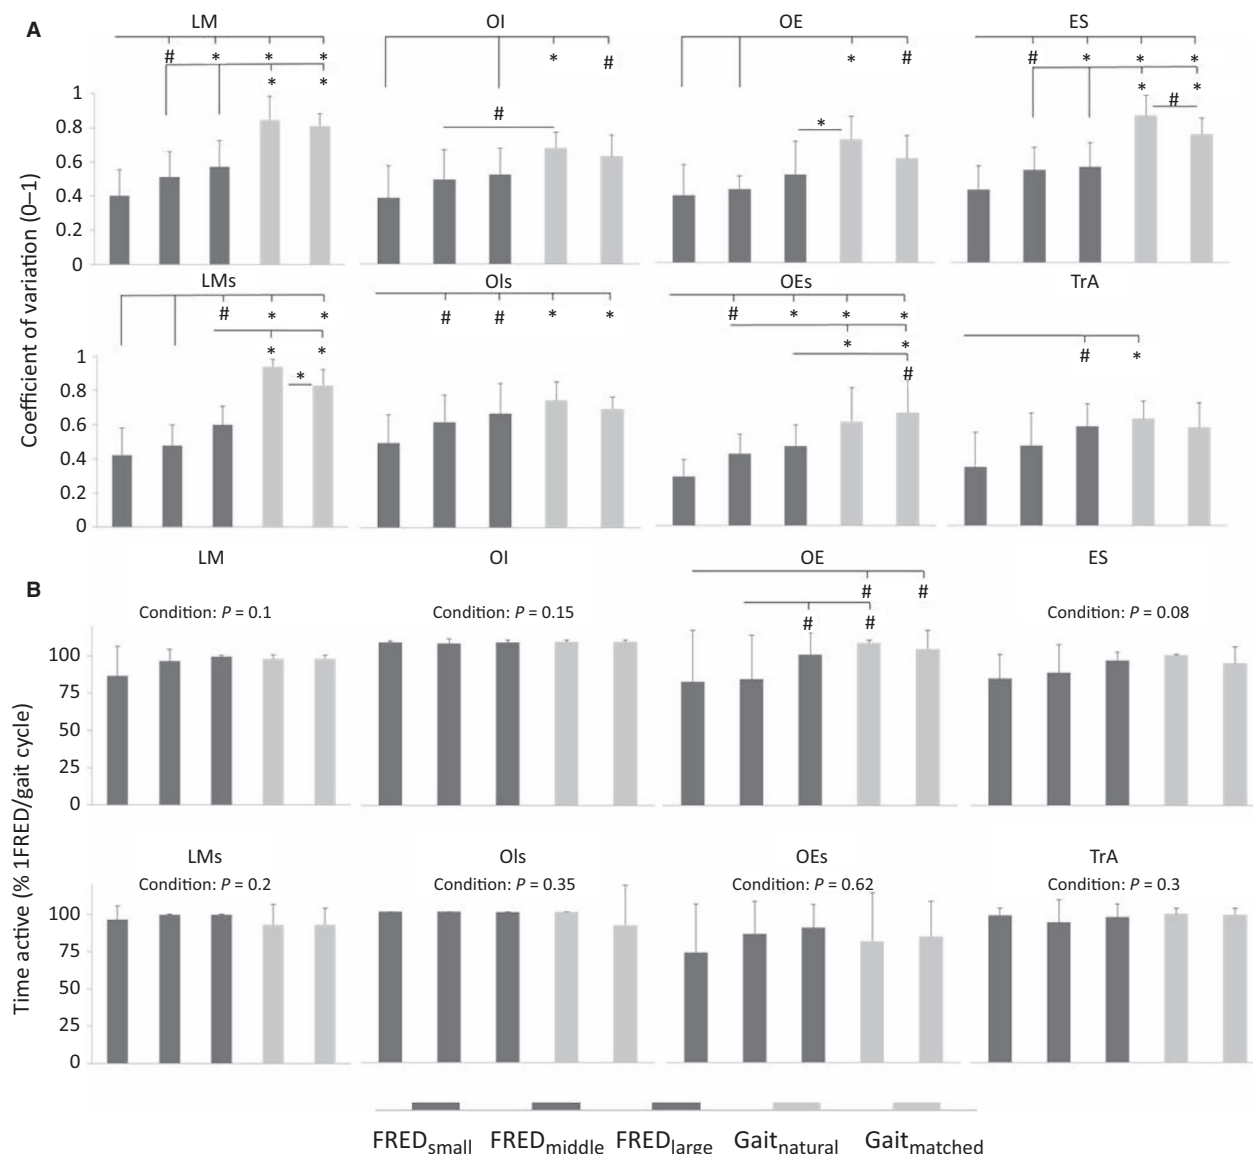 A
LM OI OE ES
# * * * * # * # # * * *
* * * *
# * #
Coefficient of variation (0–1)
1
0.8
0.6
0.4
0.2
0
LMs OIs OEs TrA
# * * # # * * # * * *
* * * * # *
* #
1
0.8
0.6
0.4
0.2
0
B
LM OI OE ES
# #
Condition: P = 0.1 Condition: P = 0.15 Condition: P = 0.08
# #
Time active (% 1FRED/gait cycle)
100
75
50
25
0
LMs OIs OEs TrA
Condition: P = 0.2 Condition: P = 0.35 Condition: P = 0.62 Condition: P = 0.3
100
75
50
25
0
FREDsmall FREDmiddle FREDlarge Gaitnatural Gaitmatched